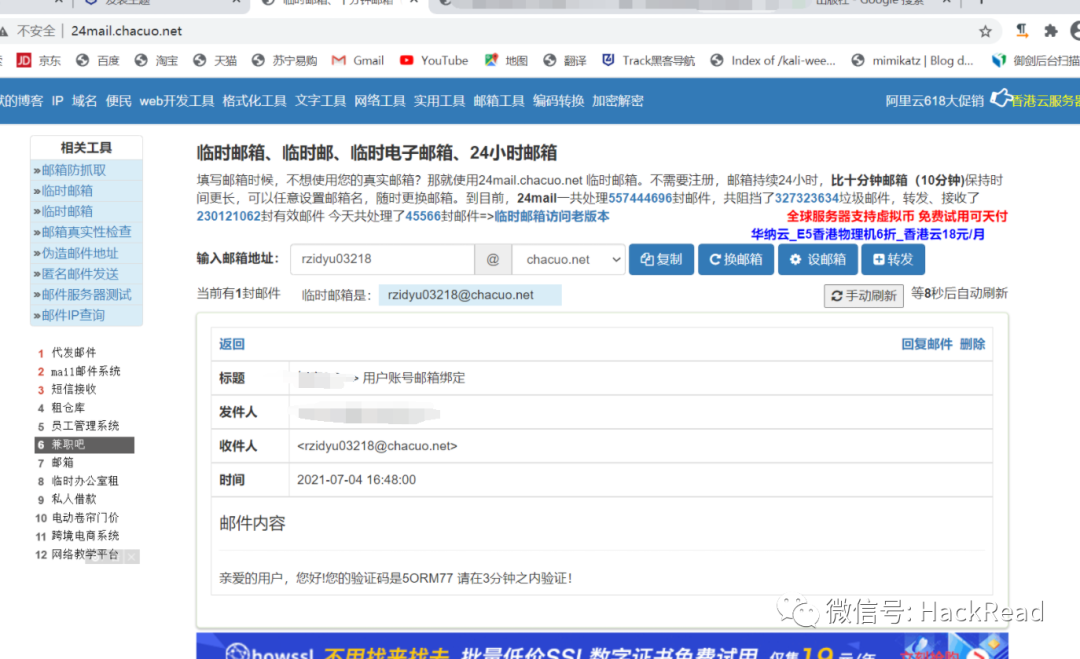 不安全 | 24mail.chacuo.net
京东 百度 淘宝 天猫 苏宁易购 Gmail YouTube 地图 翻译 Track黑客导航 Index of /kali-wee... mimikatz | Blog d... 御剑后台扫描
的博客 IP 域名 便民 web开发工具 格式化工具 文字工具 网络工具 实用工具 邮箱工具 编码转换 加密解密 阿里云618大促销 香港云服务器
相关工具
»邮箱防抓取
»临时邮箱
»临时邮箱
»邮箱真实性检查
»伪造邮件地址
»匿名邮件发送
»邮件服务器测试
»邮件IP查询
1 代发邮件
2 mail邮件系统
3 短信接收
4 租仓库
5 员工管理系统
6 兼职吧
7 邮箱
8 临时办公室租
9 私人借款
10 电动卷帘门价
11 跨境电商系统
12 网络教学平台
临时邮箱、临时邮、临时电子邮箱、24小时邮箱
填写邮箱时候，不想使用您的真实邮箱？那就使用24mail.chacuo.net 临时邮箱。不需要注册，邮箱持续24小时，比十分钟邮箱（10分钟)保持时
间更长，可以任意设置邮箱名，随时更换邮箱。到目前，24mail一共处理557444696封邮件，共阻挡了327323634垃圾邮件，转发、接收了
230121062封有效邮件 今天共处理了45566封邮件=>临时邮箱访问老版本
全球服务器支持虚拟币 免费试用可天付
华纳云_E5香港物理机6折_香港云18元/月
输入邮箱地址： rzidyu03218 @ chacuo.net 复制 换邮箱 设邮箱 转发
当前有1封邮件 临时邮箱是： rzidyu03218@chacuo.net 手动刷新 等8秒后自动刷新
返回 回复邮件 删除
标题 > 用户账号邮箱绑定
发件人
收件人 <rzidyu03218@chacuo.net>
时间 2021-07-04 16:48:00
邮件内容
亲爱的用户，您好!您的验证码是5ORM77 请在3分钟之内验证！
微信号: HackRead